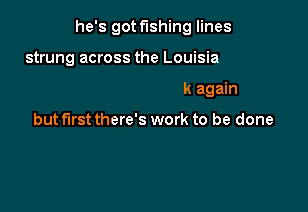 he's got fishing lines
strung across the Louisia
k again
but first there's work to be done